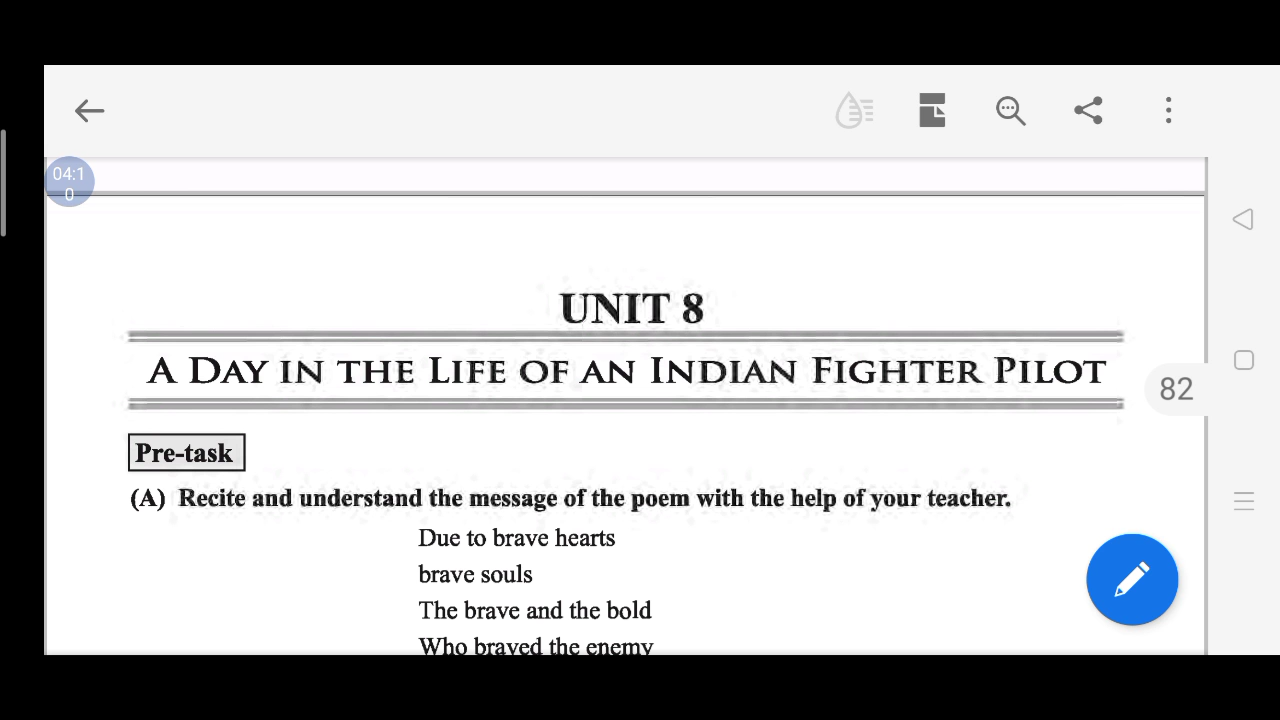 04:1
0
UNIT 8
A DAY IN THE LIFE OF AN INDIAN FIGHTER PILOT
82
Pre-task
(A) Recite and understand the message of the poem with the help of your teacher.
Due to brave hearts
brave souls
The brave and the bold
Who braved the enemy